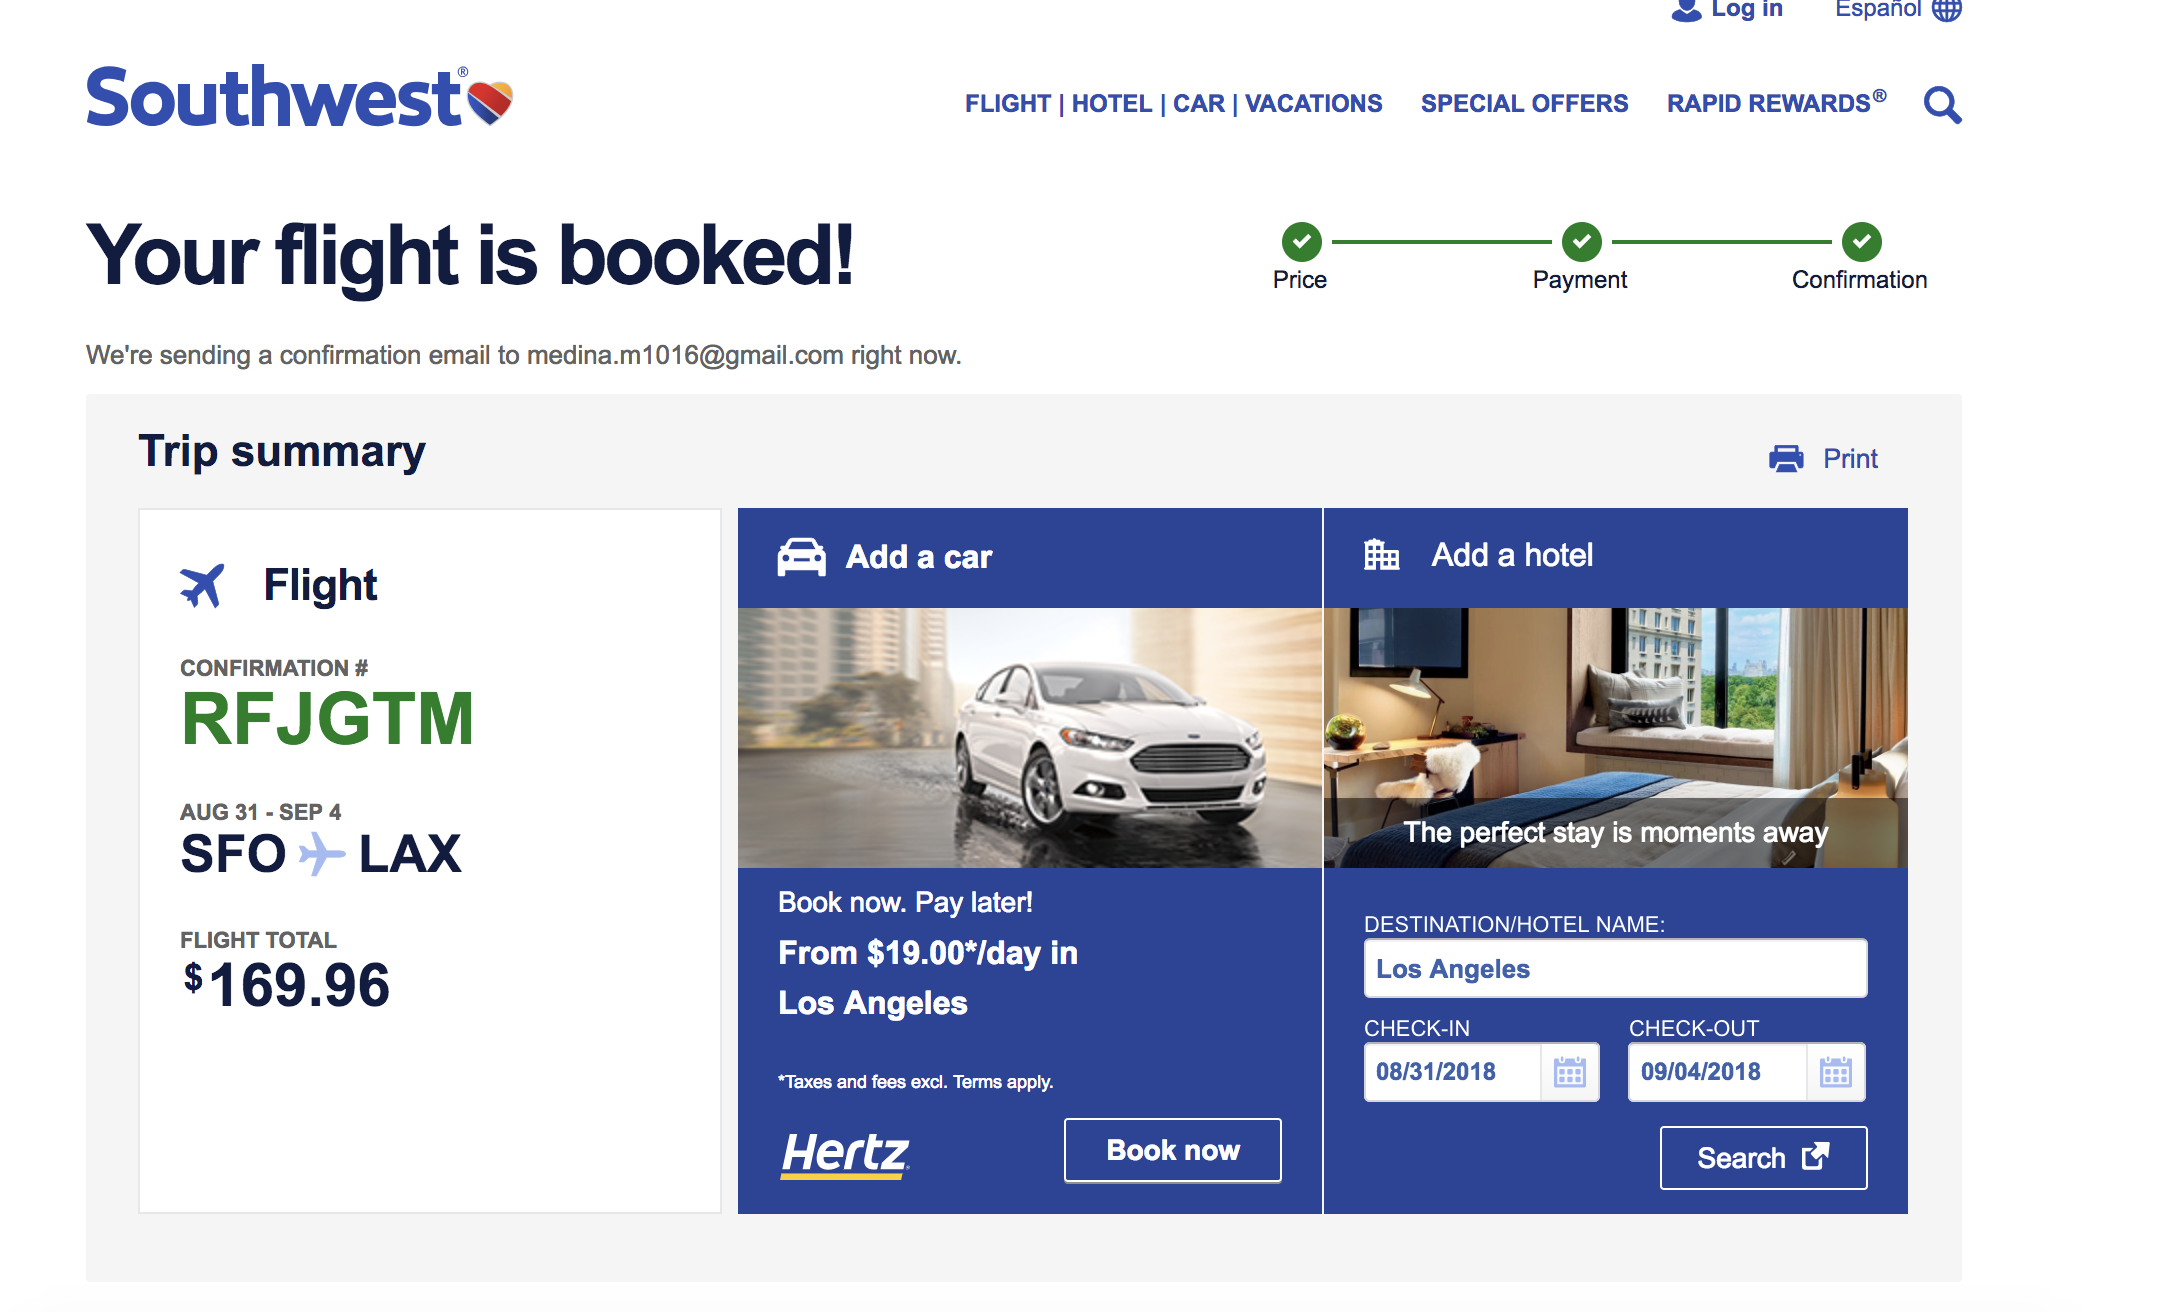 Log in Español
Southwest®
FLIGHT | HOTEL | CAR | VACATIONS SPECIAL OFFERS RAPID REWARDS®
Your flight is booked!
Price Payment Confirmation
We're sending a confirmation email to medina.m1016@gmail.com right now.
Trip summary
Print
Flight
CONFIRMATION #
RFJGTM
AUG 31 - SEP 4
SFO LAX
FLIGHT TOTAL
$169.96
Add a car
Book now. Pay later!
From $19.00*/day in
Los Angeles
*Taxes and fees excl. Terms apply.
Hertz
Book now
Add a hotel
The perfect stay is moments away
DESTINATION/HOTEL NAME:
Los Angeles
CHECK-IN CHECK-OUT
08/31/2018 09/04/2018
Search